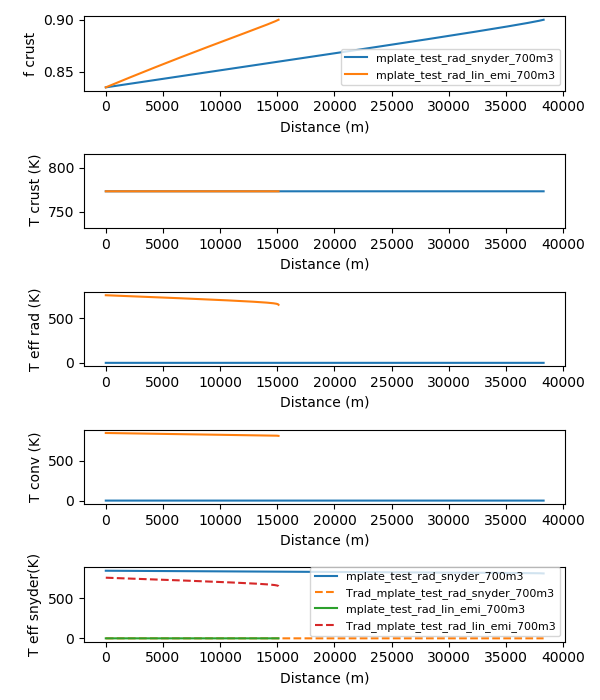 0.90
0.85
f crust
mplate_test_rad_snyder_700m3
mplate_test_rad_lin_emi_700m3
0 5000 10000 15000 20000 25000 30000 35000 40000
Distance (m)
800
750
T crust (K)
0 5000 10000 15000 20000 25000 30000 35000 40000
Distance (m)
500
0
T eff rad (K)
0 5000 10000 15000 20000 25000 30000 35000 40000
Distance (m)
500
0
T conv (K)
0 5000 10000 15000 20000 25000 30000 35000 40000
Distance (m)
500
0
T eff snyder(K)
mplate_test_rad_snyder_700m3
Trad_mplate_test_rad_snyder_700m3
mplate_test_rad_lin_emi_700m3
Trad_mplate_test_rad_lin_emi_700m3
0 5000 10000 15000 20000 25000 30000 35000 40000
Distance (m)